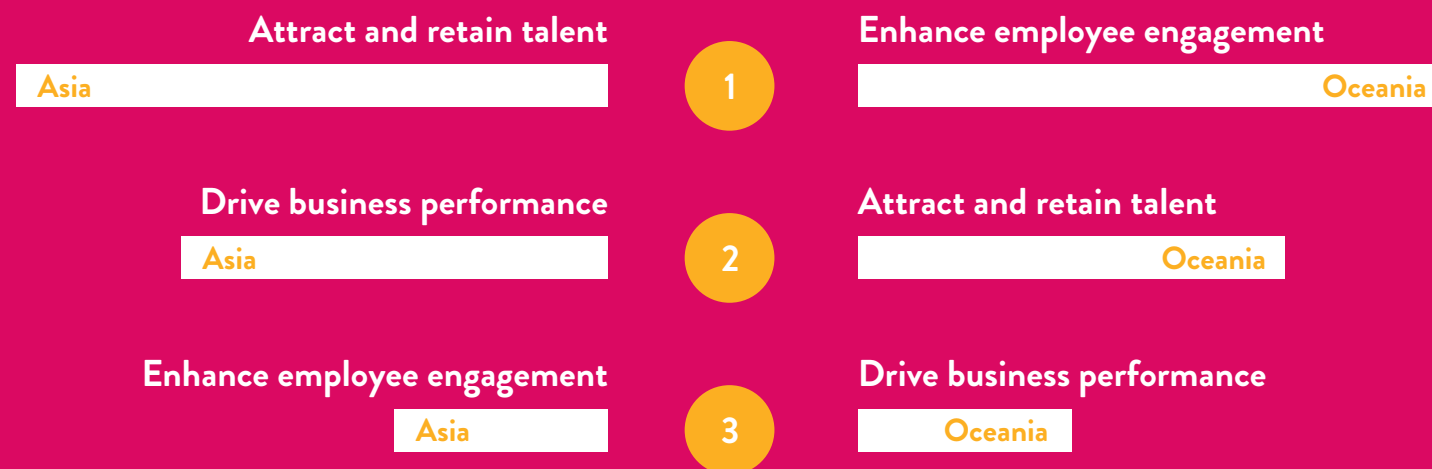 Attract and retain talent
Asia
1
Enhance employee engagement
Oceania
Drive business performance
Asia
2
Attract and retain talent
Oceania
Enhance employee engagement
Asia
3
Drive business performance
Oceania